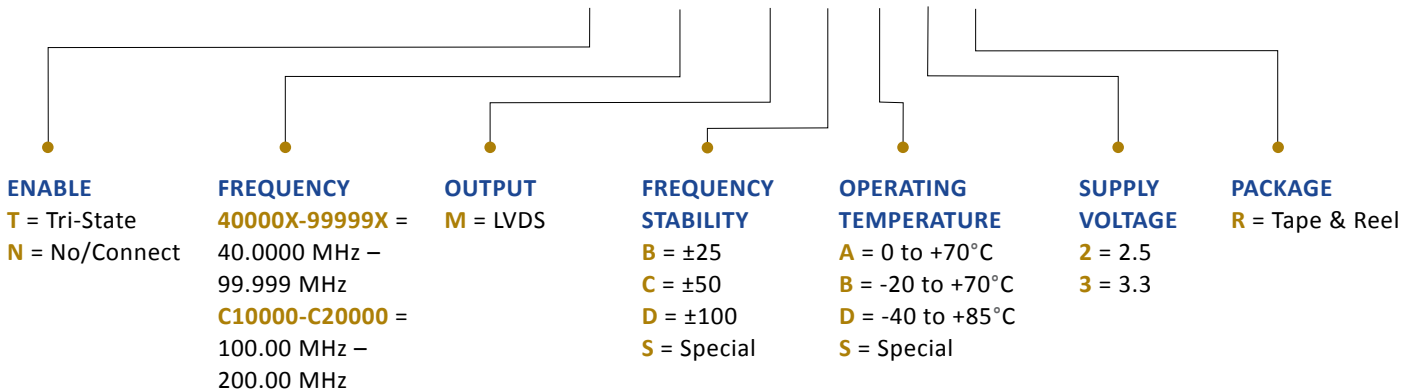 ENABLE
T = Tri-State
N = No/Connect
FREQUENCY
40000X-99999X =
40.0000 MHz –
99.999 MHz
C10000-C20000 =
100.00 MHz –
200.00 MHz
OUTPUT
M = LVDS
FREQUENCY
STABILITY
B = ±25
C = ±50
D = ±100
S = Special
OPERATING
TEMPERATURE
A = 0 to +70°C
B = -20 to +70°C
D = -40 to +85°C
S = Special
SUPPLY
VOLTAGE
2 = 2.5
3 = 3.3
PACKAGE
R = Tape & Reel